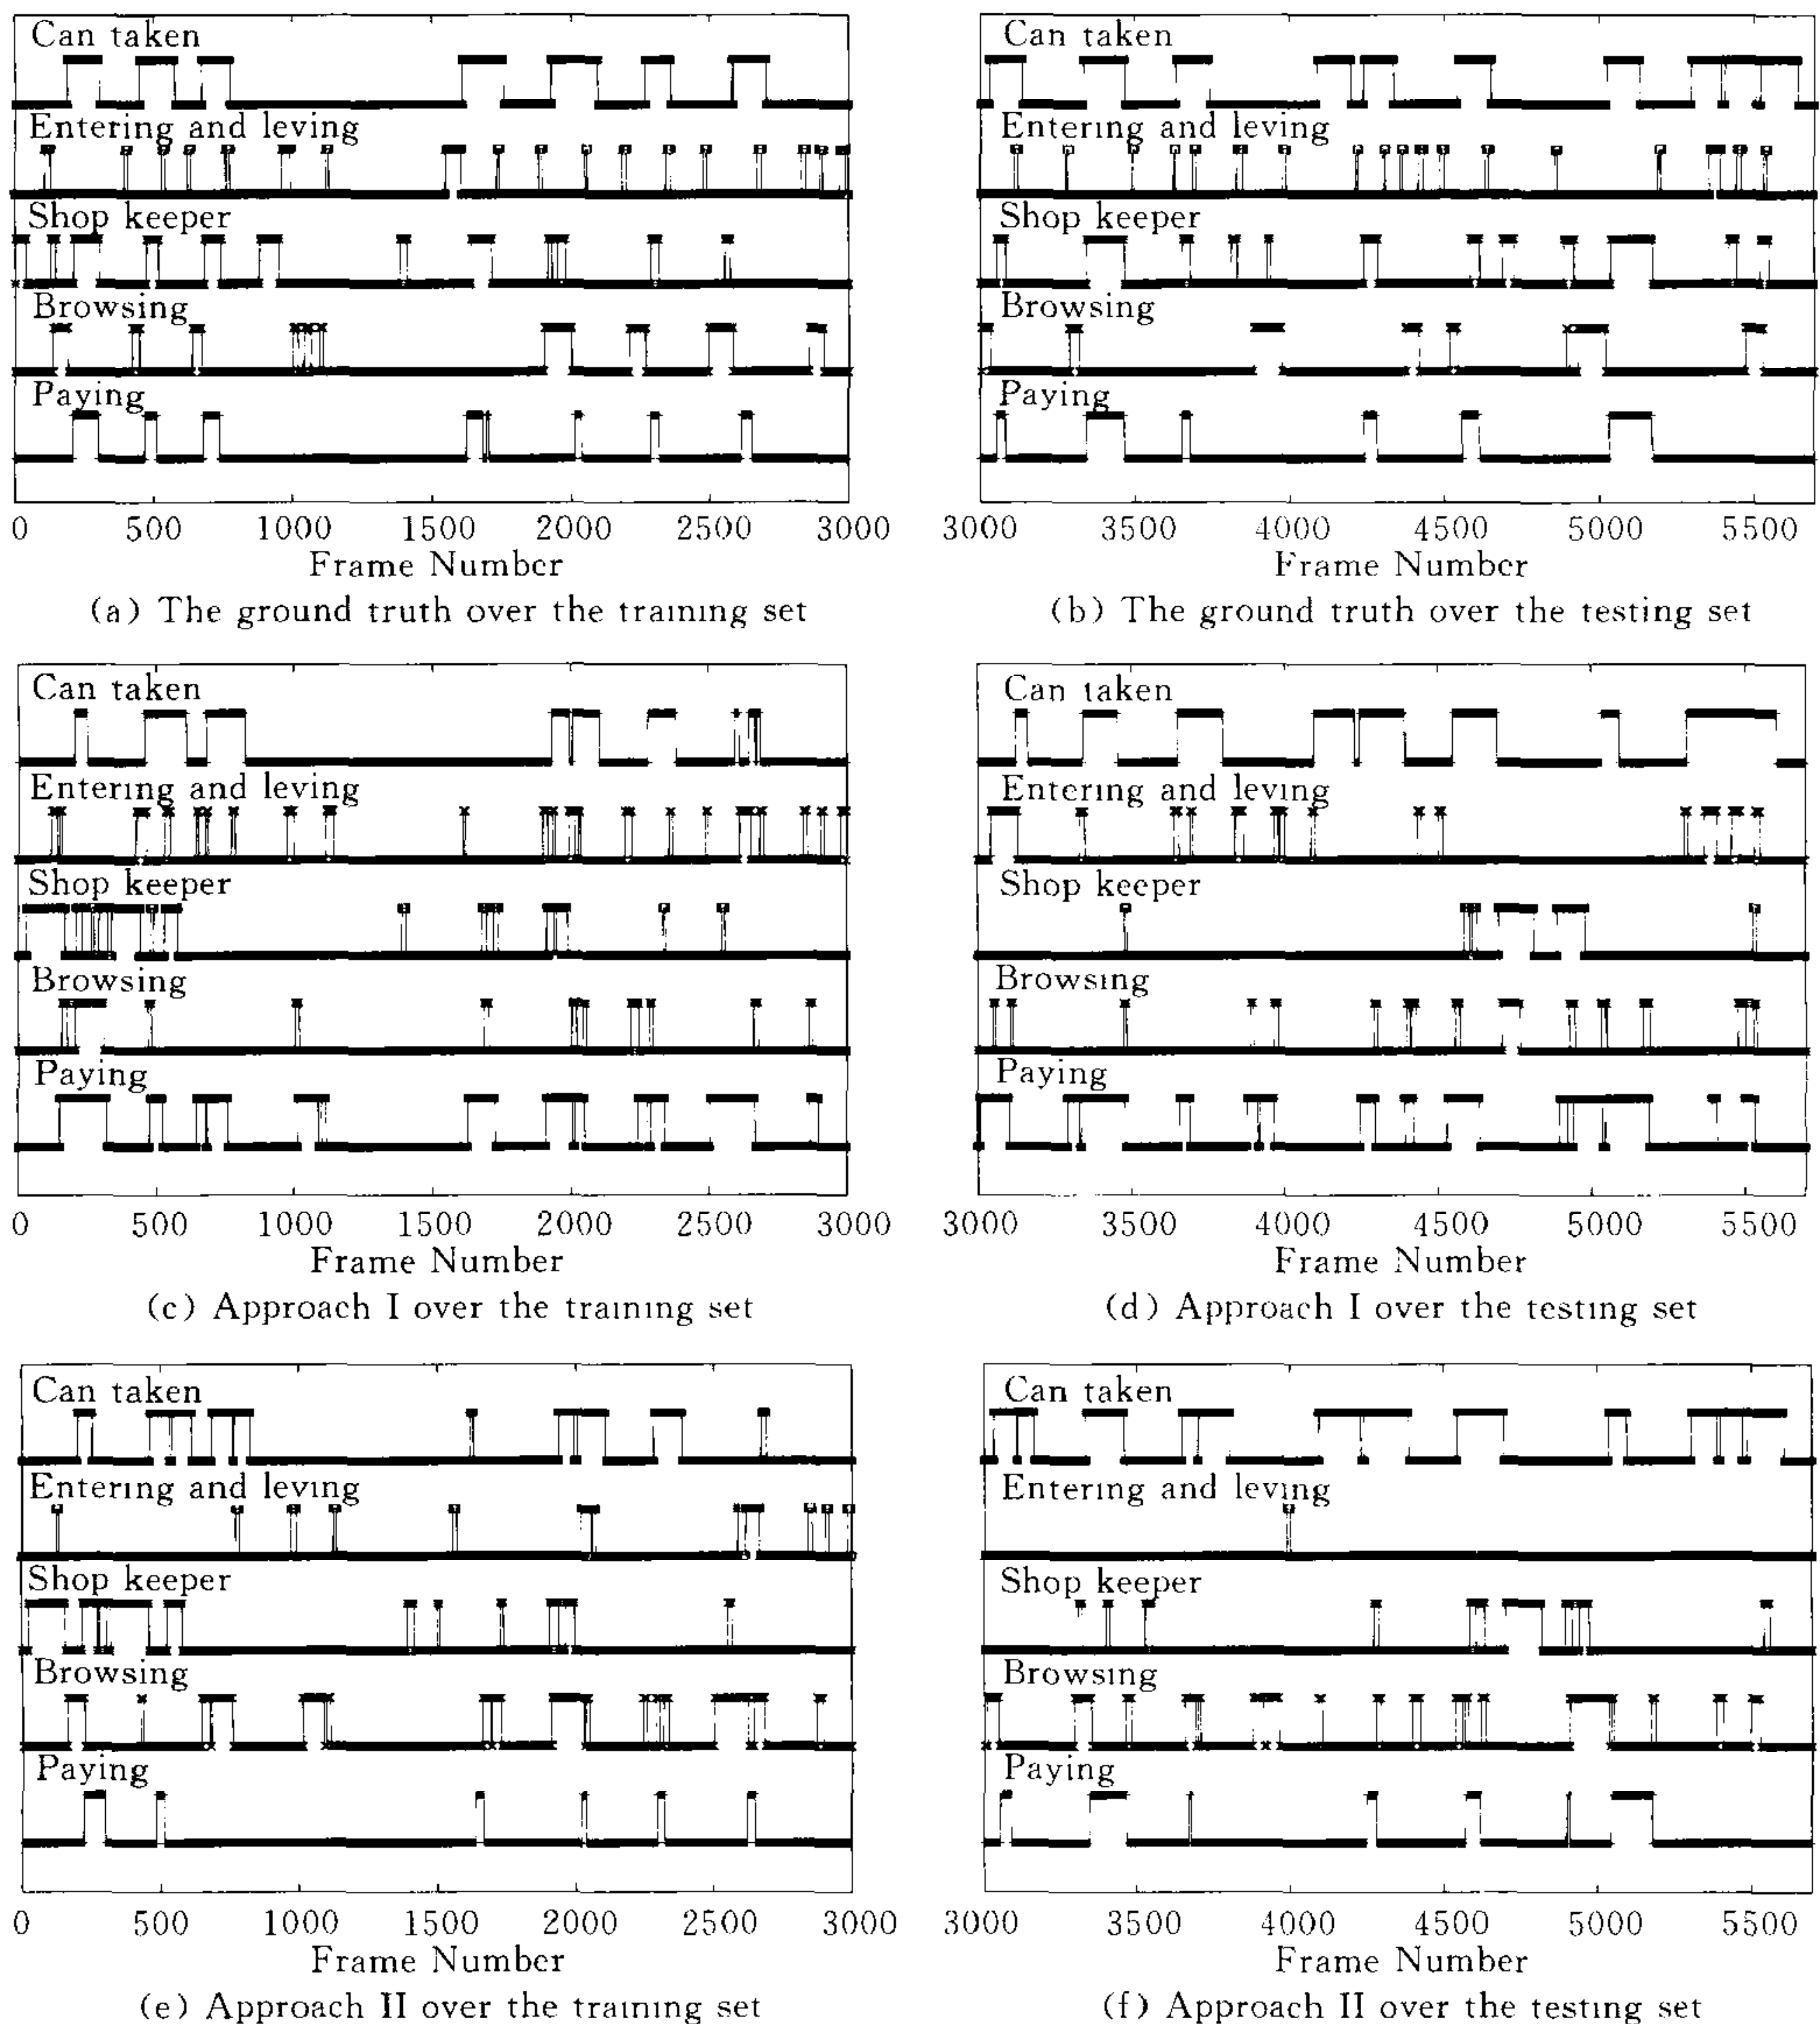 Can taken
Entering and leving
Shop keeper
Browsing
Paying
0 500 1000 1500 2000 2500 3000
Frame Number
(a) The ground truth over the training set
Can taken
Entering and leving
Shop keeper
Browsing
Paying
3000 3500 4000 4500 5000 5500
Frame Number
(b) The ground truth over the testing set
Can taken
Entering and leving
Shop keeper
Browsing
Paying
0 500 1000 1500 2000 2500 3000
Frame Number
(c) Approach I over the training set
Can taken
Entering and leving
Shop keeper
Browsing
Paying
3000 3500 4000 4500 5000 5500
Frame Number
(d) Approach I over the testing set
Can taken
Entering and leving
Shop keeper
Browsing
Paying
0 500 1000 1500 2000 2500 3000
Frame Number
(e) Approach II over the training set
Can taken
Entering and leving
Shop keeper
Browsing
Paying
3000 3500 4000 4500 5000 5500
Frame Number
(f) Approach II over the testing set